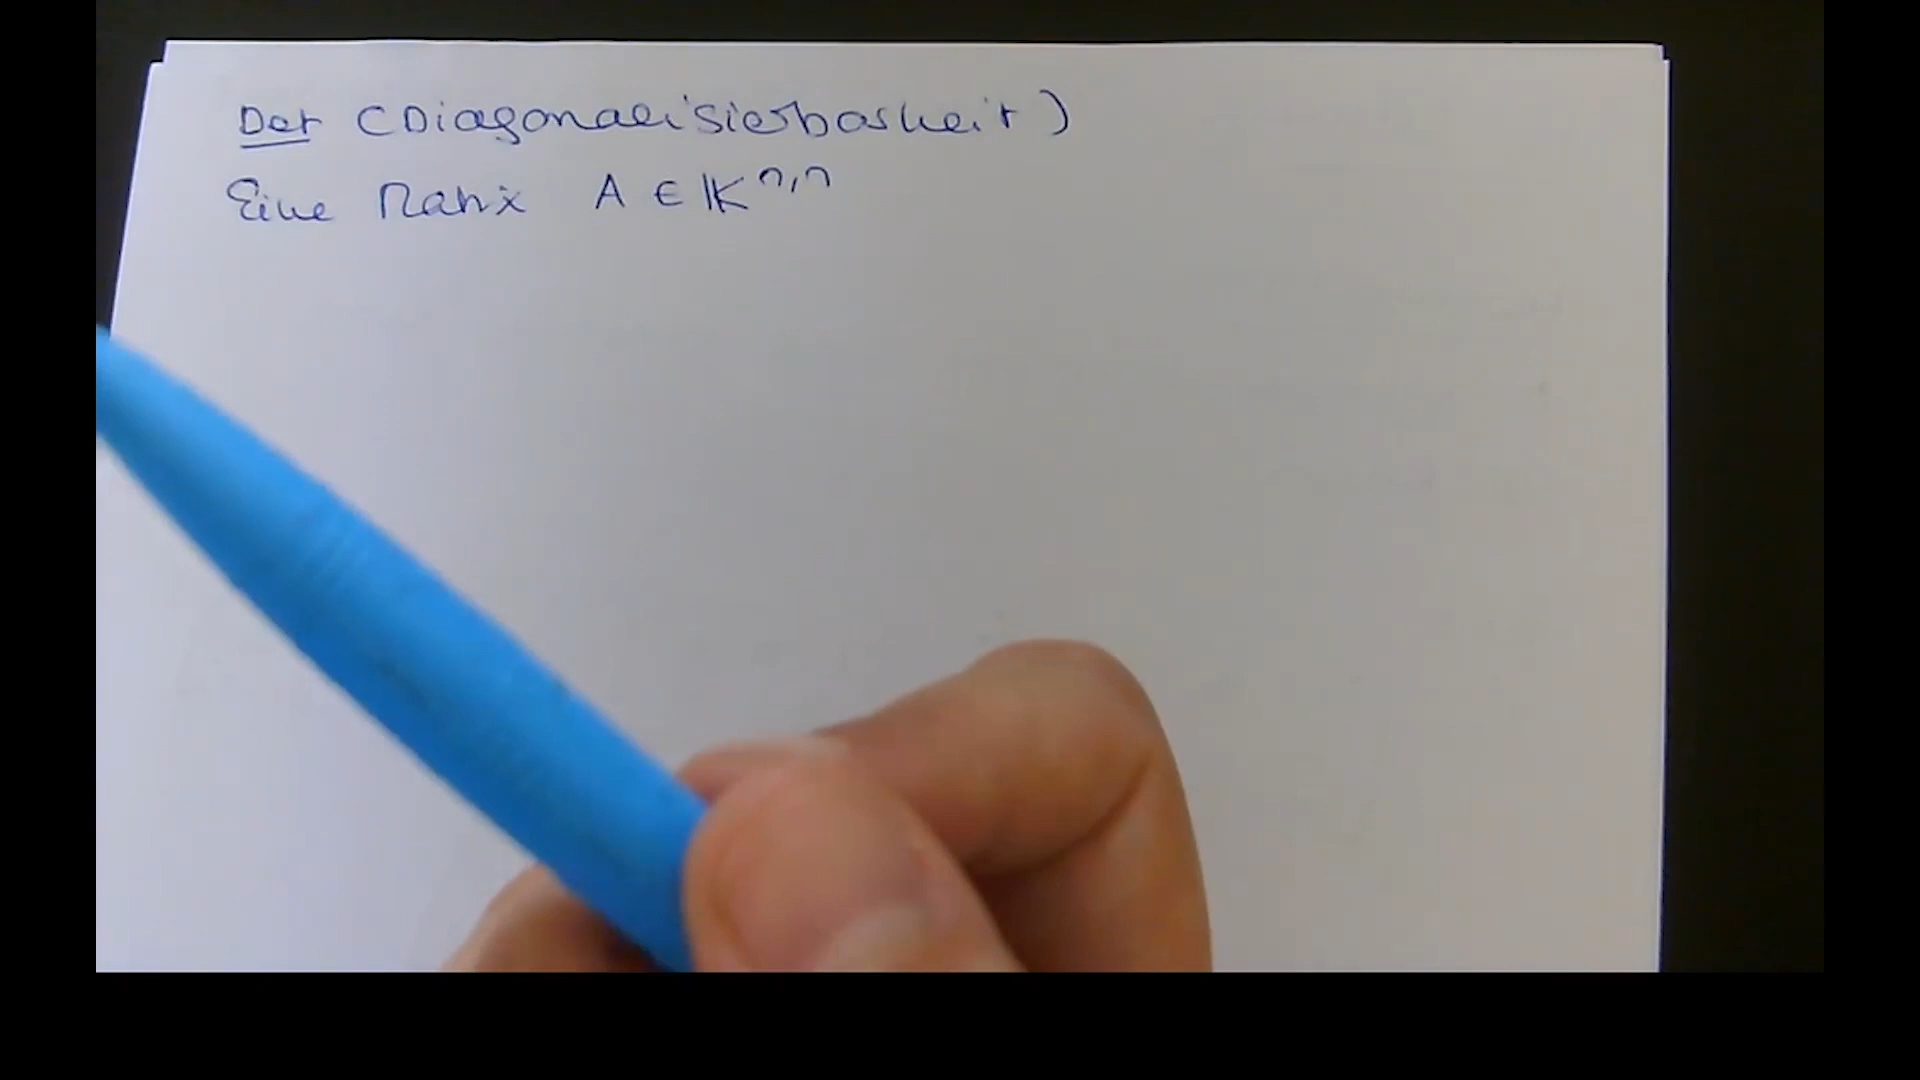 Def (Diagonalisierbarkeit)
Eine Matrix A ∈ 𝕂^{n,n}